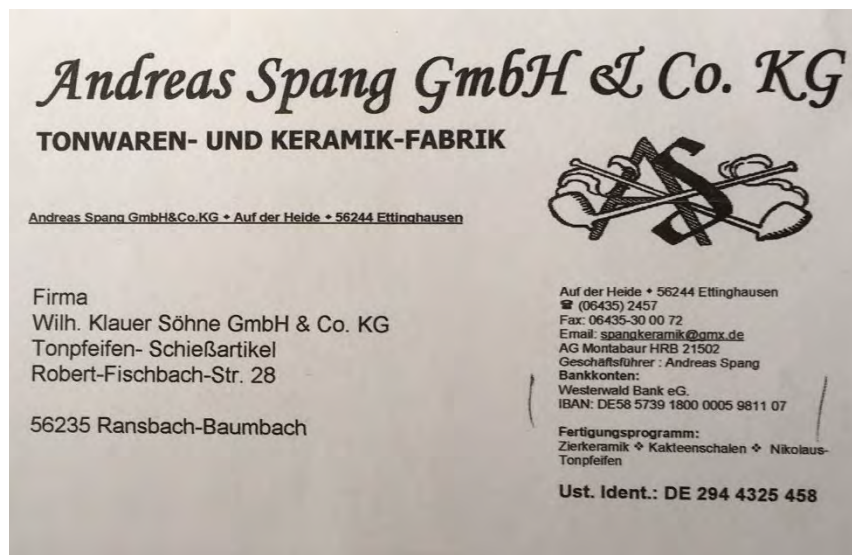 Andreas Spang GmbH & Co. KG
TONWAREN- UND KERAMIK-FABRIK
AS
Andreas Spang GmbH&Co.KG ✦ Auf der Heide ✦ 56244 Ettinghausen
Firma
Wilh. Klauer Söhne GmbH & Co. KG
Tonpfeifen- Schießartikel
Robert-Fischbach-Str. 28
56235 Ransbach-Baumbach
Auf der Heide ✦ 56244 Ettinghausen
☎ (06435) 2457
Fax: 06435-30 00 72
Email: spangkeramik@gmx.de
AG Montabaur HRB 21502
Geschäftsführer : Andreas Spang
Bankkonten:
Westerwald Bank eG.
IBAN: DE58 5739 1800 0005 9811 07
Fertigungsprogramm:
Zierkeramik ❖ Kakteenschalen ❖ Nikolaus-
Tonpfeifen
Ust. Ident.: DE 294 4325 458